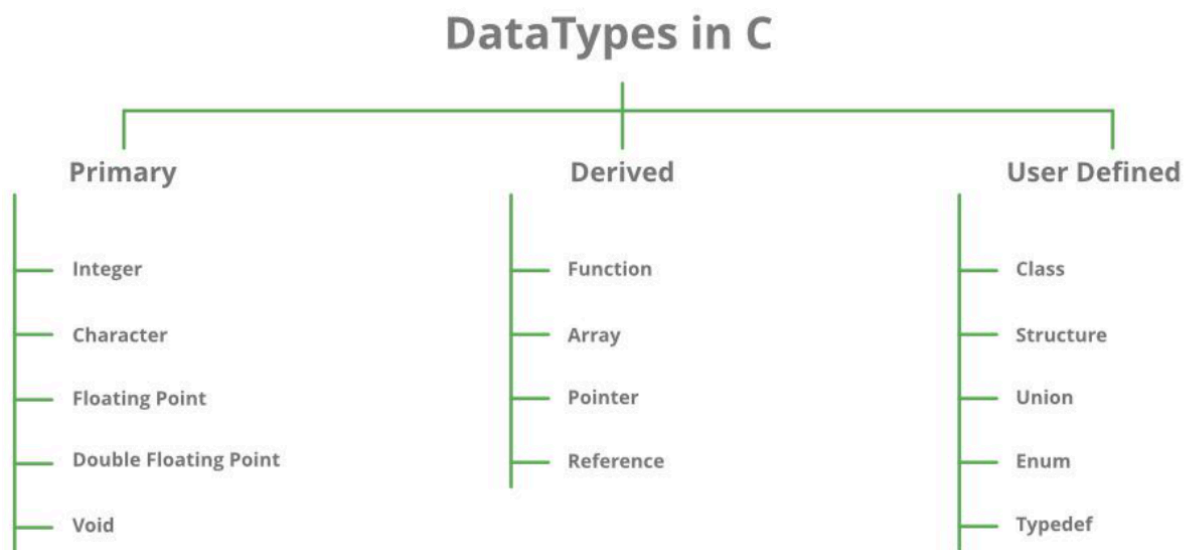 DataTypes in C
Primary
Derived
User Defined
Integer
Function
Class
Character
Array
Structure
Floating Point
Pointer
Union
Double Floating Point
Reference
Enum
Void
Typedef